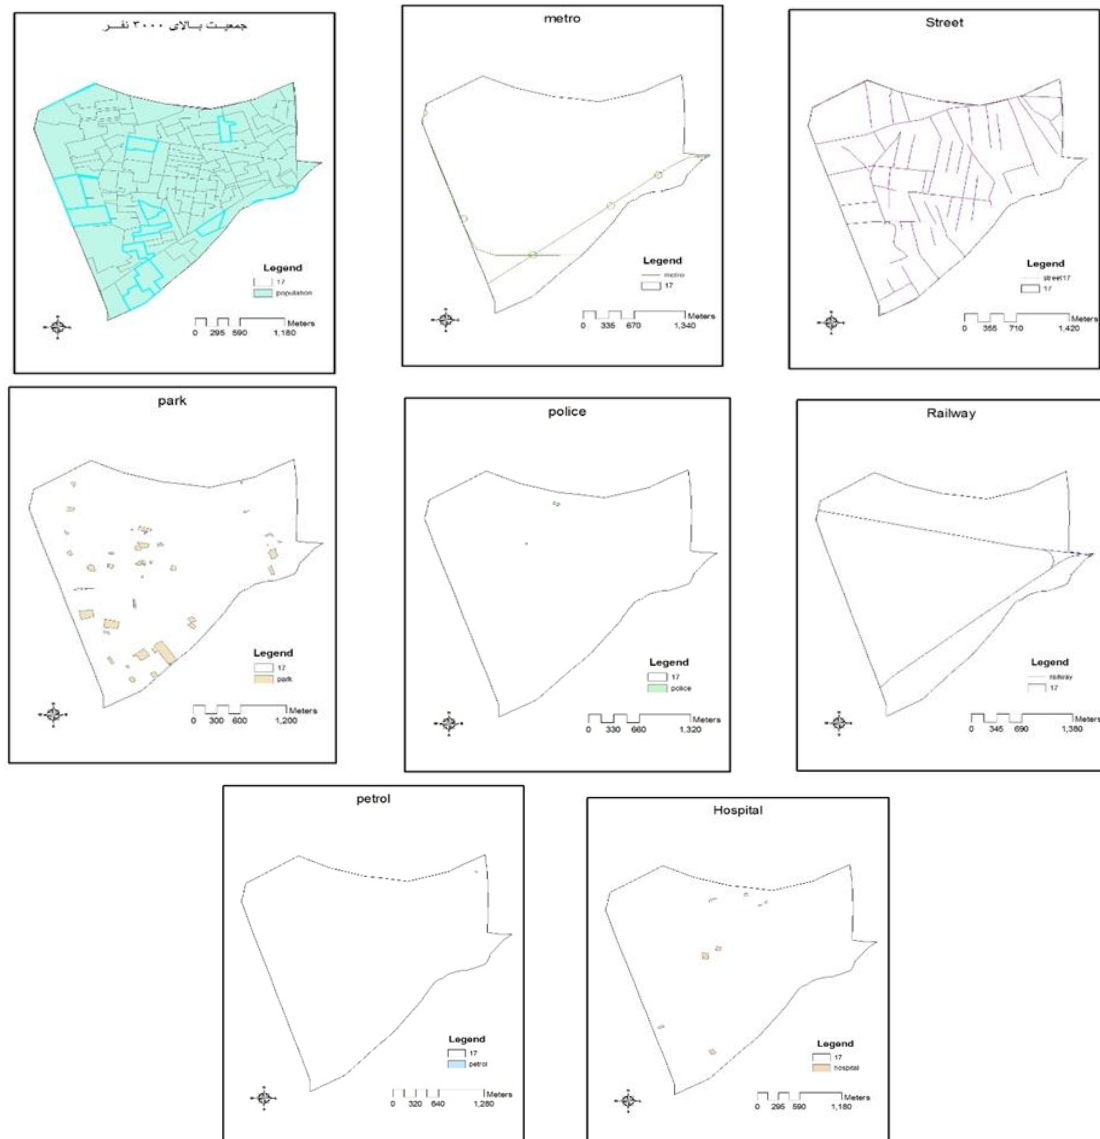 جمعیت بالای ۳۰۰۰ نفر
Legend
17
population
Meters
0 295 590 1,180
metro
Legend
metro
17
Meters
0 335 670 1,340
Street
Legend
street17
17
Meters
0 355 710 1,420
park
Legend
17
park
Meters
0 300 600 1,200
police
Legend
17
police
Meters
0 330 660 1,320
Railway
Legend
railway
17
Meters
0 345 690 1,380
petrol
Legend
17
petrol
Meters
0 320 640 1,280
Hospital
Legend
17
hospital
Meters
0 295 590 1,180